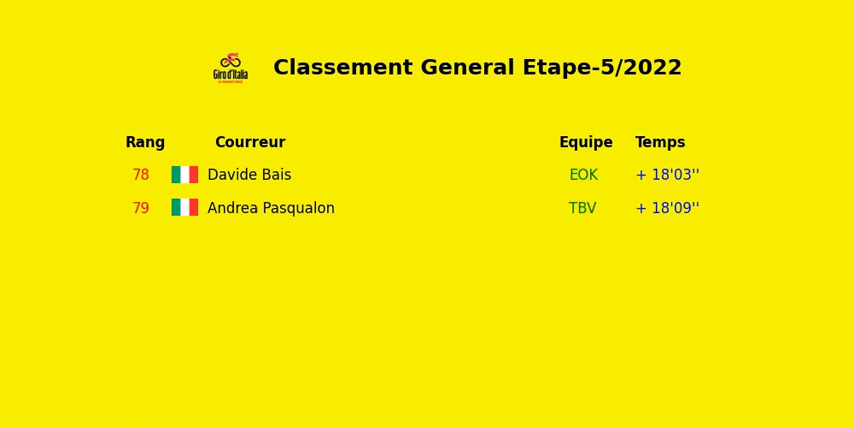 Giro d'Italia
Classement General Etape-5/2022
Rang Courreur Equipe Temps
78 Davide Bais EOK + 18'03''
79 Andrea Pasqualon TBV + 18'09''